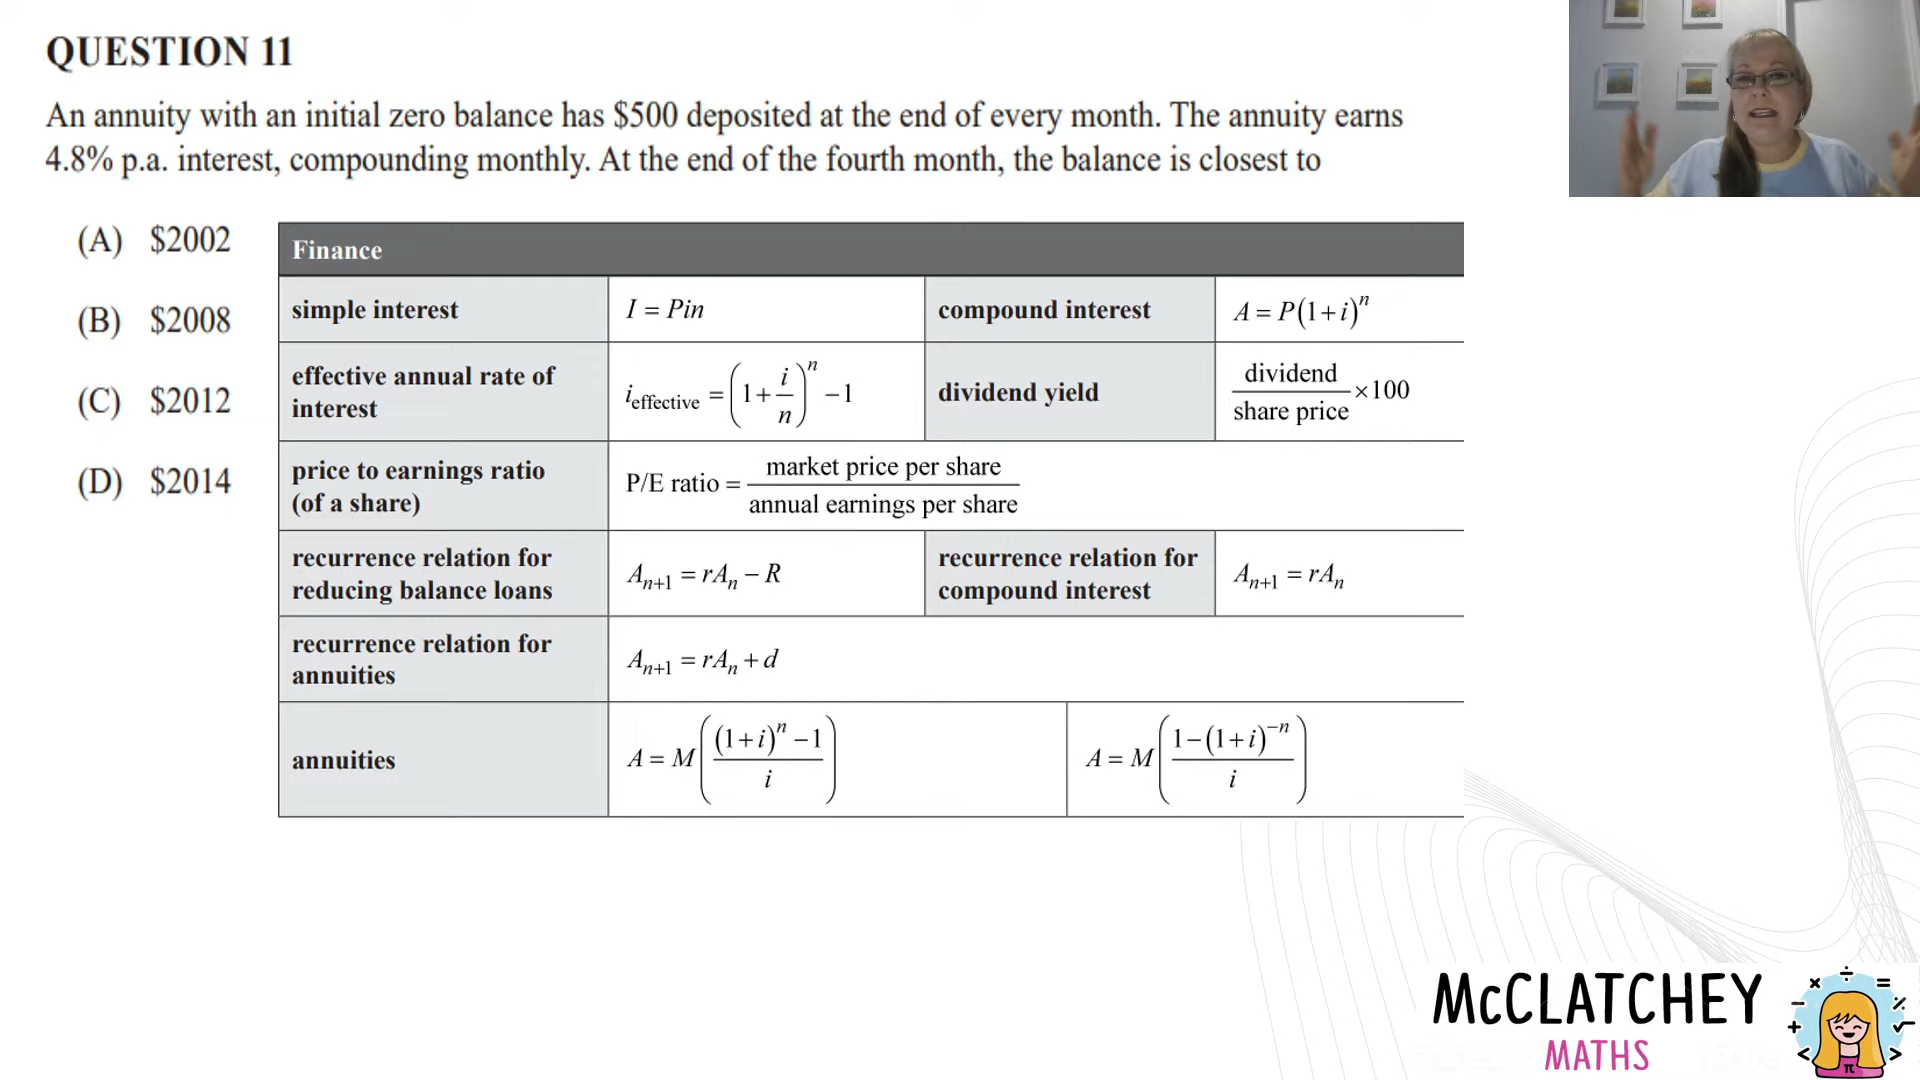 QUESTION 11
An annuity with an initial zero balance has $500 deposited at the end of every month. The annuity earns
4.8% p.a. interest, compounding monthly. At the end of the fourth month, the balance is closest to
(A) $2002
(B) $2008
(C) $2012
(D) $2014
Finance
simple interest
I = Pin
compound interest
A = P(1+i)^n
effective annual rate of
interest
i_effective = (1 + i/n)^n − 1
dividend yield
dividend
share price
×100
price to earnings ratio
(of a share)
P/E ratio =
market price per share
annual earnings per share
recurrence relation for
reducing balance loans
A_{n+1} = rA_n − R
recurrence relation for
compound interest
A_{n+1} = rA_n
recurrence relation for
annuities
A_{n+1} = rA_n + d
annuities
A = M(((1+i)^n − 1)/i)
A = M((1−(1+i)^{−n})/i)
McCLATCHEY
MATHS